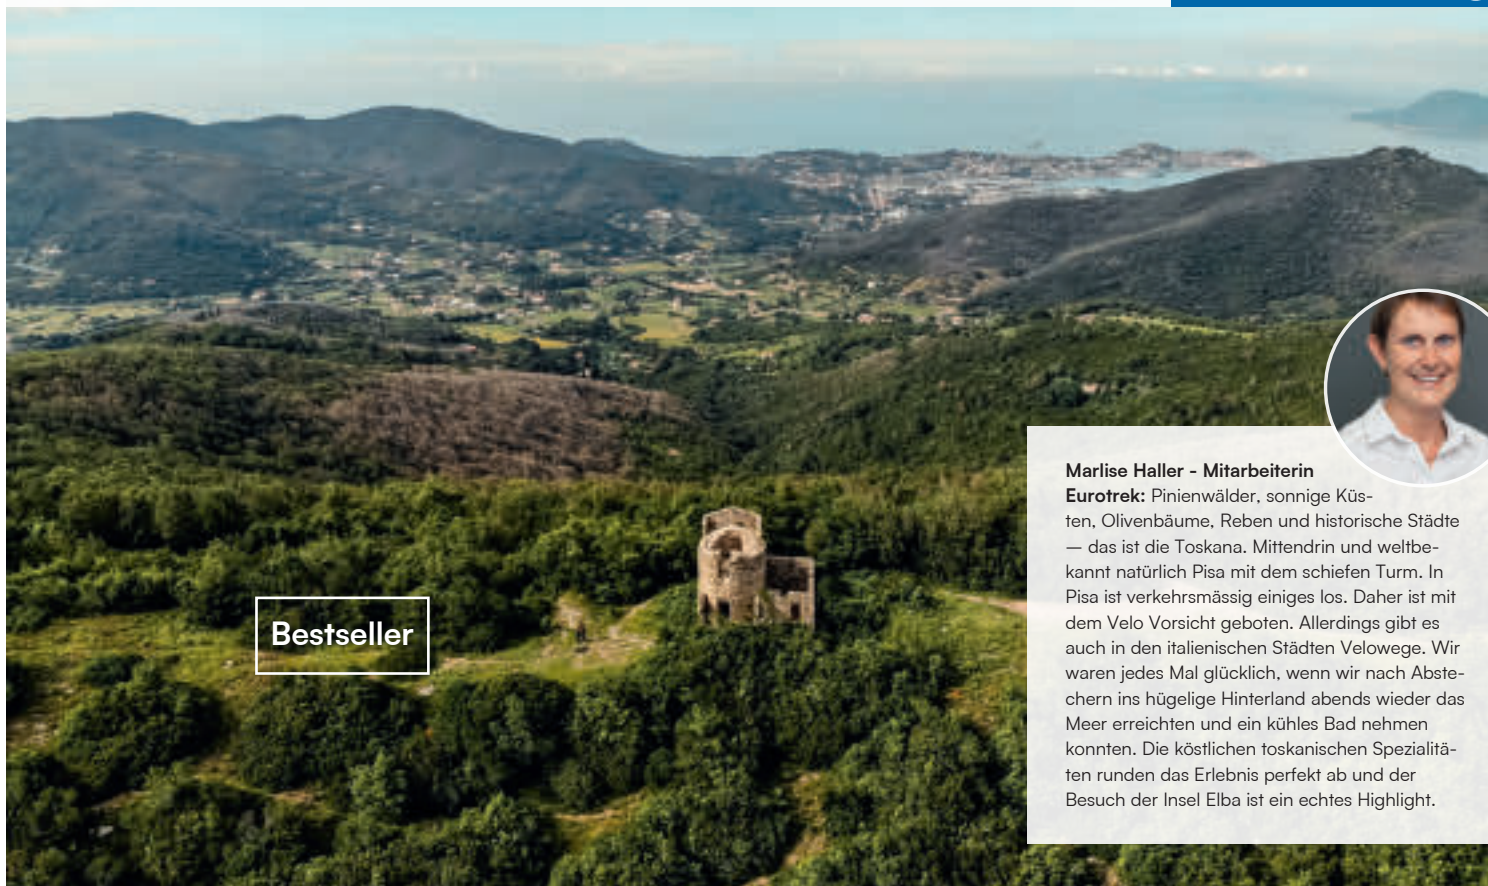 Bestseller
Marlise Haller - Mitarbeiterin
Eurotrek: Pinienwälder, sonnige Küs-
ten, Olivenbäume, Reben und historische Städte
– das ist die Toskana. Mittendrin und weltbe-
kannt natürlich Pisa mit dem schiefen Turm. In
Pisa ist verkehrsmässig einiges los. Daher ist mit
dem Velo Vorsicht geboten. Allerdings gibt es
auch in den italienischen Städten Velowege. Wir
waren jedes Mal glücklich, wenn wir nach Abste-
chern ins hügelige Hinterland abends wieder das
Meer erreichten und ein kühles Bad nehmen
konnten. Die köstlichen toskanischen Spezialitä-
ten runden das Erlebnis perfekt ab und der
Besuch der Insel Elba ist ein echtes Highlight.